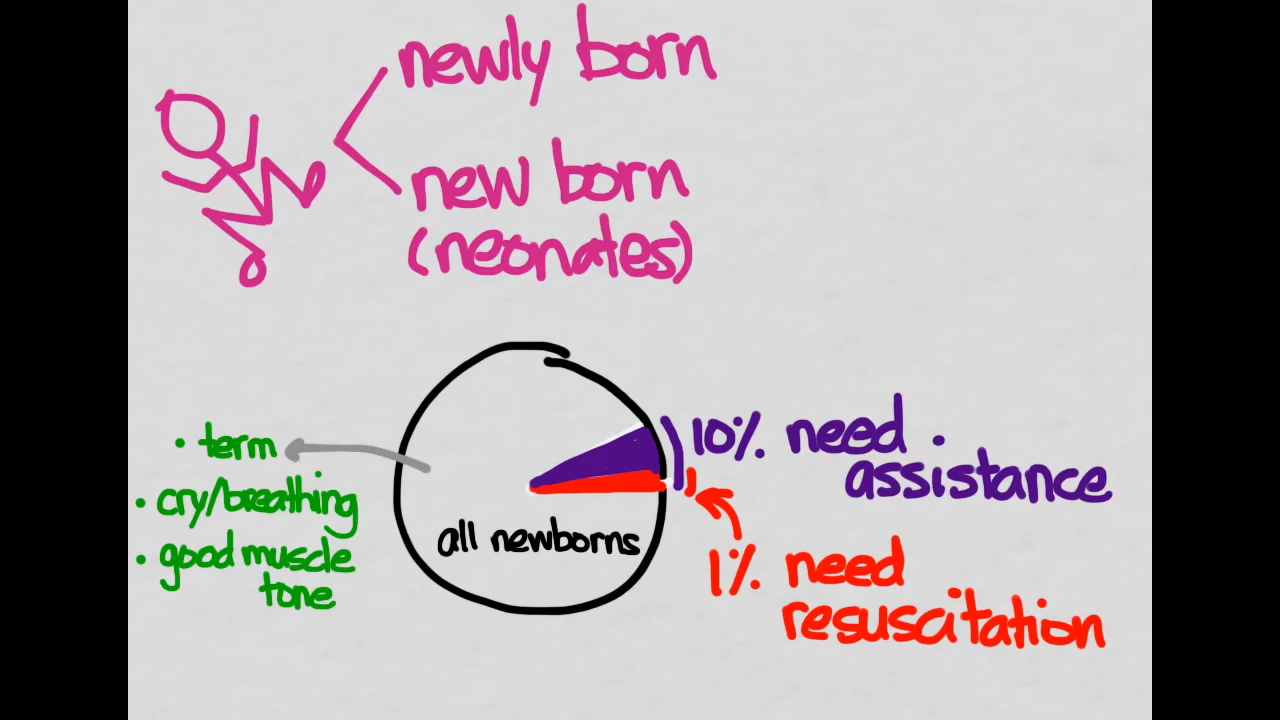 newly born
new born
(neonates)
• term
• cry/breathing
• good muscle
tone
all newborns
10% need
assistance
1% need
resuscitation